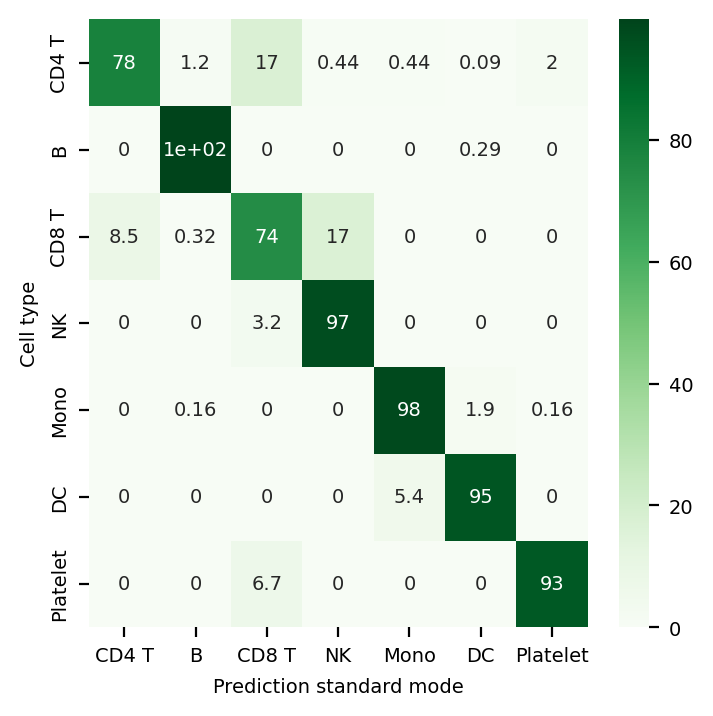 CD4 T 78 1.2 17 0.44 0.44 0.09 2
B 0 1e+02 0 0 0 0.29 0
CD8 T 8.5 0.32 74 17 0 0 0
NK 0 0 3.2 97 0 0 0
Mono 0 0.16 0 0 98 1.9 0.16
DC 0 0 0 0 5.4 95 0
Platelet 0 0 6.7 0 0 0 93
CD4 T B CD8 T NK Mono DC Platelet
Cell type
Prediction standard mode
80
60
40
20
0